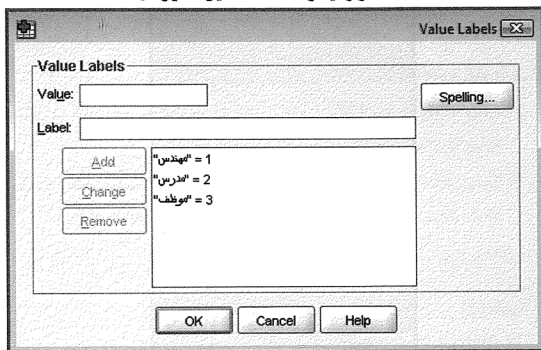 Value Labels
Value Labels
Value:
Spelling...
Label:
Add
"مهندس" = 1
Change
"مدرس" = 2
Remove
"موظف" = 3
OK Cancel Help